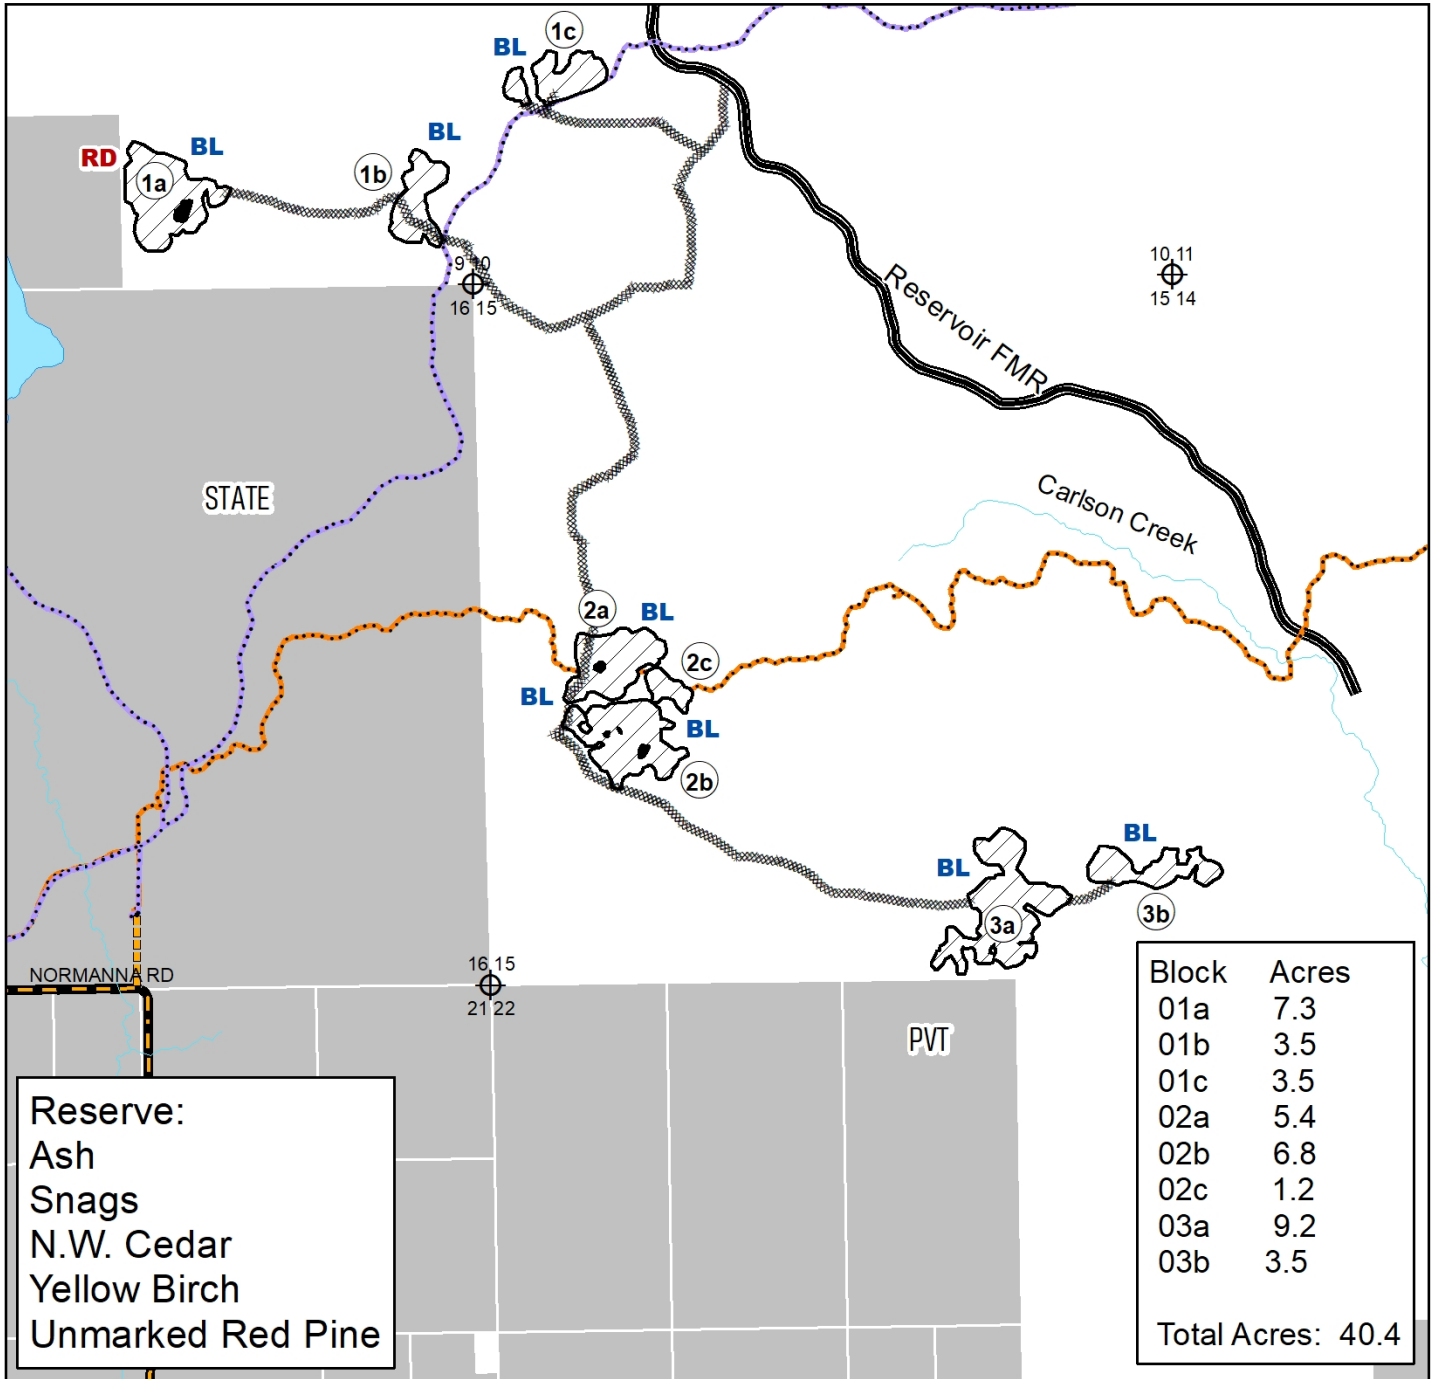 1c
BL
BL
BL
RD
1a
1b
9 10
16 15
10 11
15 14
Reservoir FMR
STATE
Carlson Creek
2a
BL
2c
BL
BL
2b
BL
BL
3a
3b
16 15
21 22
NORMANNA RD
PVT
Block Acres
01a 7.3
01b 3.5
01c 3.5
02a 5.4
02b 6.8
02c 1.2
03a 9.2
03b 3.5
Total Acres: 40.4
Reserve:
Ash
Snags
N.W. Cedar
Yellow Birch
Unmarked Red Pine